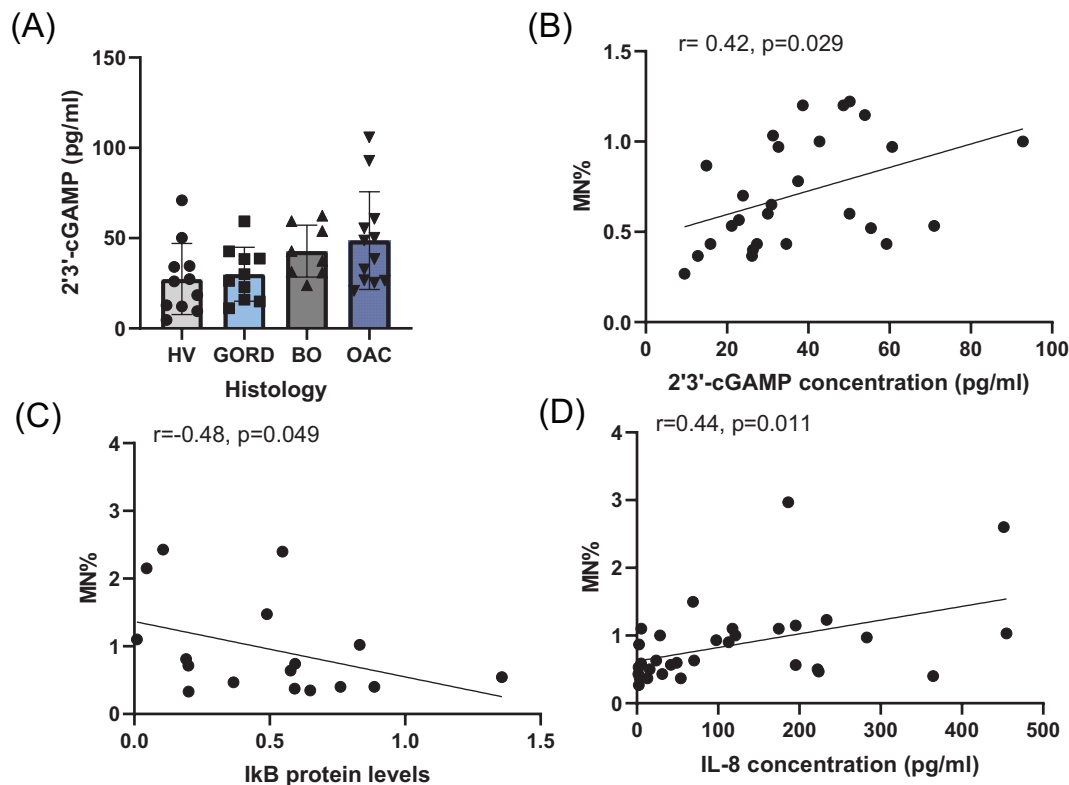 (A)
150
100
50
0
2'3'-cGAMP (pg/ml)
HV GORD BO OAC
Histology
(B)
r= 0.42, p=0.029
1.5
1.0
0.5
0.0
MN%
0 20 40 60 80 100
2'3'-cGAMP concentration (pg/ml)
(C)
r=-0.48, p=0.049
4
3
2
1
0
MN%
0.0 0.5 1.0 1.5
IkB protein levels
(D)
r=0.44, p=0.011
4
3
2
1
0
MN%
0 100 200 300 400 500
IL-8 concentration (pg/ml)